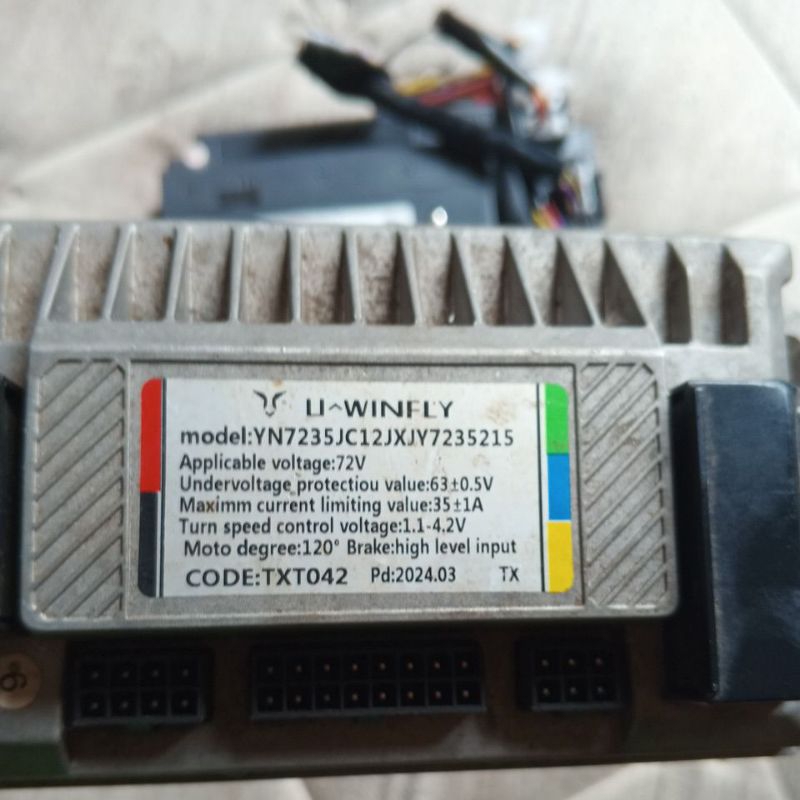 U-WINFLY
model:YN7235JC12JXJY7235215
Applicable voltage:72V
Undervoltage protectiou value:63±0.5V
Maximm current limiting value:35±1A
Turn speed control voltage:1.1-4.2V
Moto degree:120° Brake:high level input
CODE:TXT042 Pd:2024.03 TX